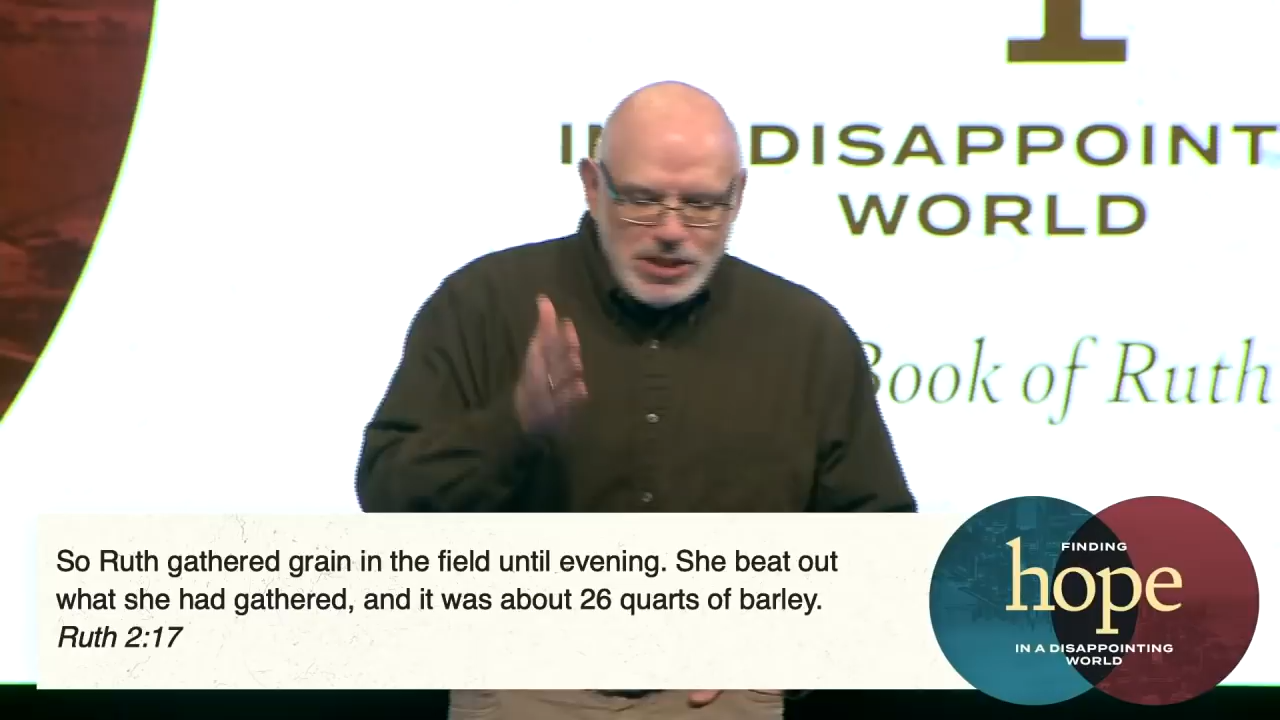 IN A DISAPPOINT
WORLD
Book of Ruth
So Ruth gathered grain in the field until evening. She beat out
what she had gathered, and it was about 26 quarts of barley.
Ruth 2:17
FINDING
hope
IN A DISAPPOINTING
WORLD